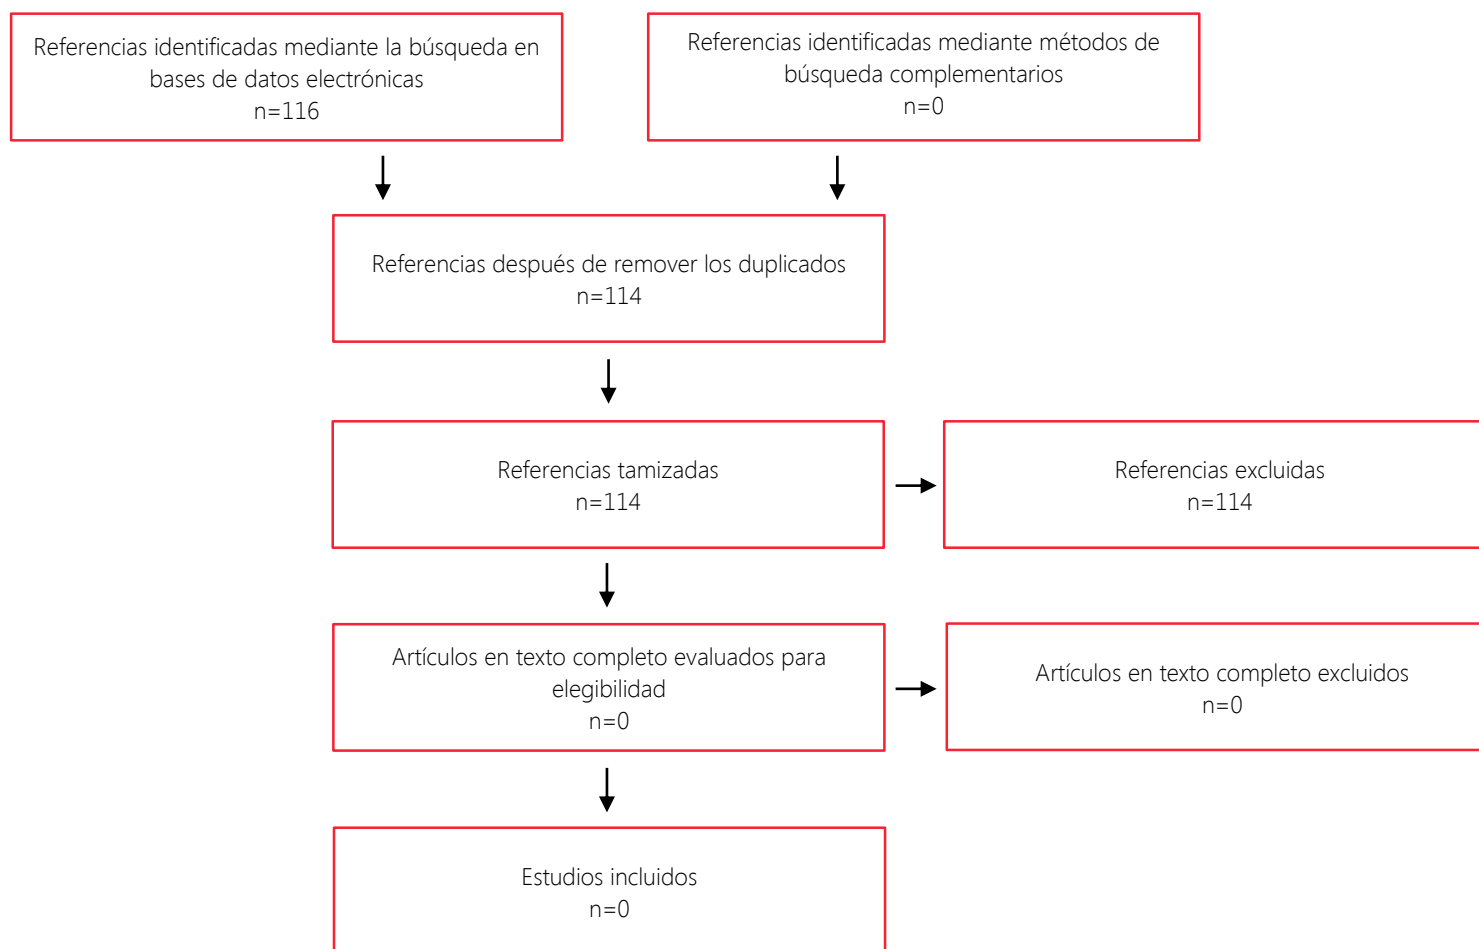 Referencias identificadas mediante la búsqueda en
bases de datos electrónicas
n=116
Referencias identificadas mediante métodos de
búsqueda complementarios
n=0
Referencias después de remover los duplicados
n=114
Referencias tamizadas
n=114
Referencias excluidas
n=114
Artículos en texto completo evaluados para
elegibilidad
n=0
Artículos en texto completo excluidos
n=0
Estudios incluidos
n=0